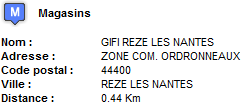 M Magasins
Nom : GIFI REZE LES NANTES
Adresse : ZONE COM. ORDRONNEAUX
Code postal : 44400
Ville : REZE LES NANTES
Distance : 0.44 Km